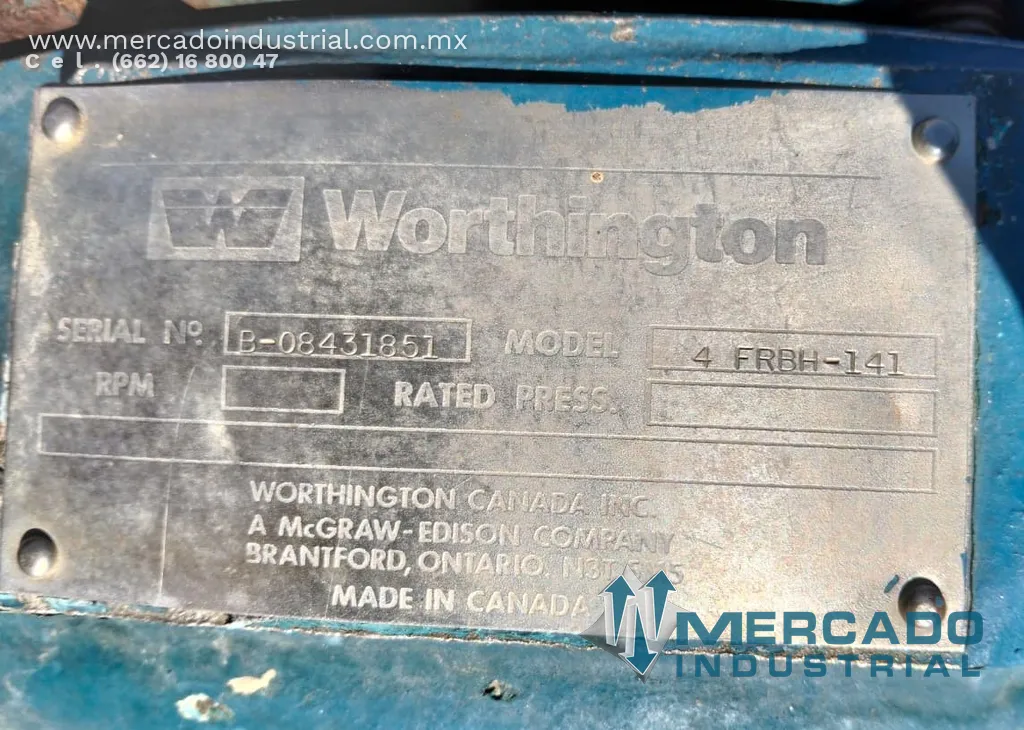 www.mercadoindustrial.com.mx
Cel. (662) 16 800 47
Worthington
SERIAL Nº. B-08431851 MODEL 4 FRBH-141
RPM RATED PRESS.
WORTHINGTON CANADA INC.
A McGRAW-EDISON COMPANY
BRANTFORD, ONTARIO.
MADE IN CANADA
MERCADO
INDUSTRIAL